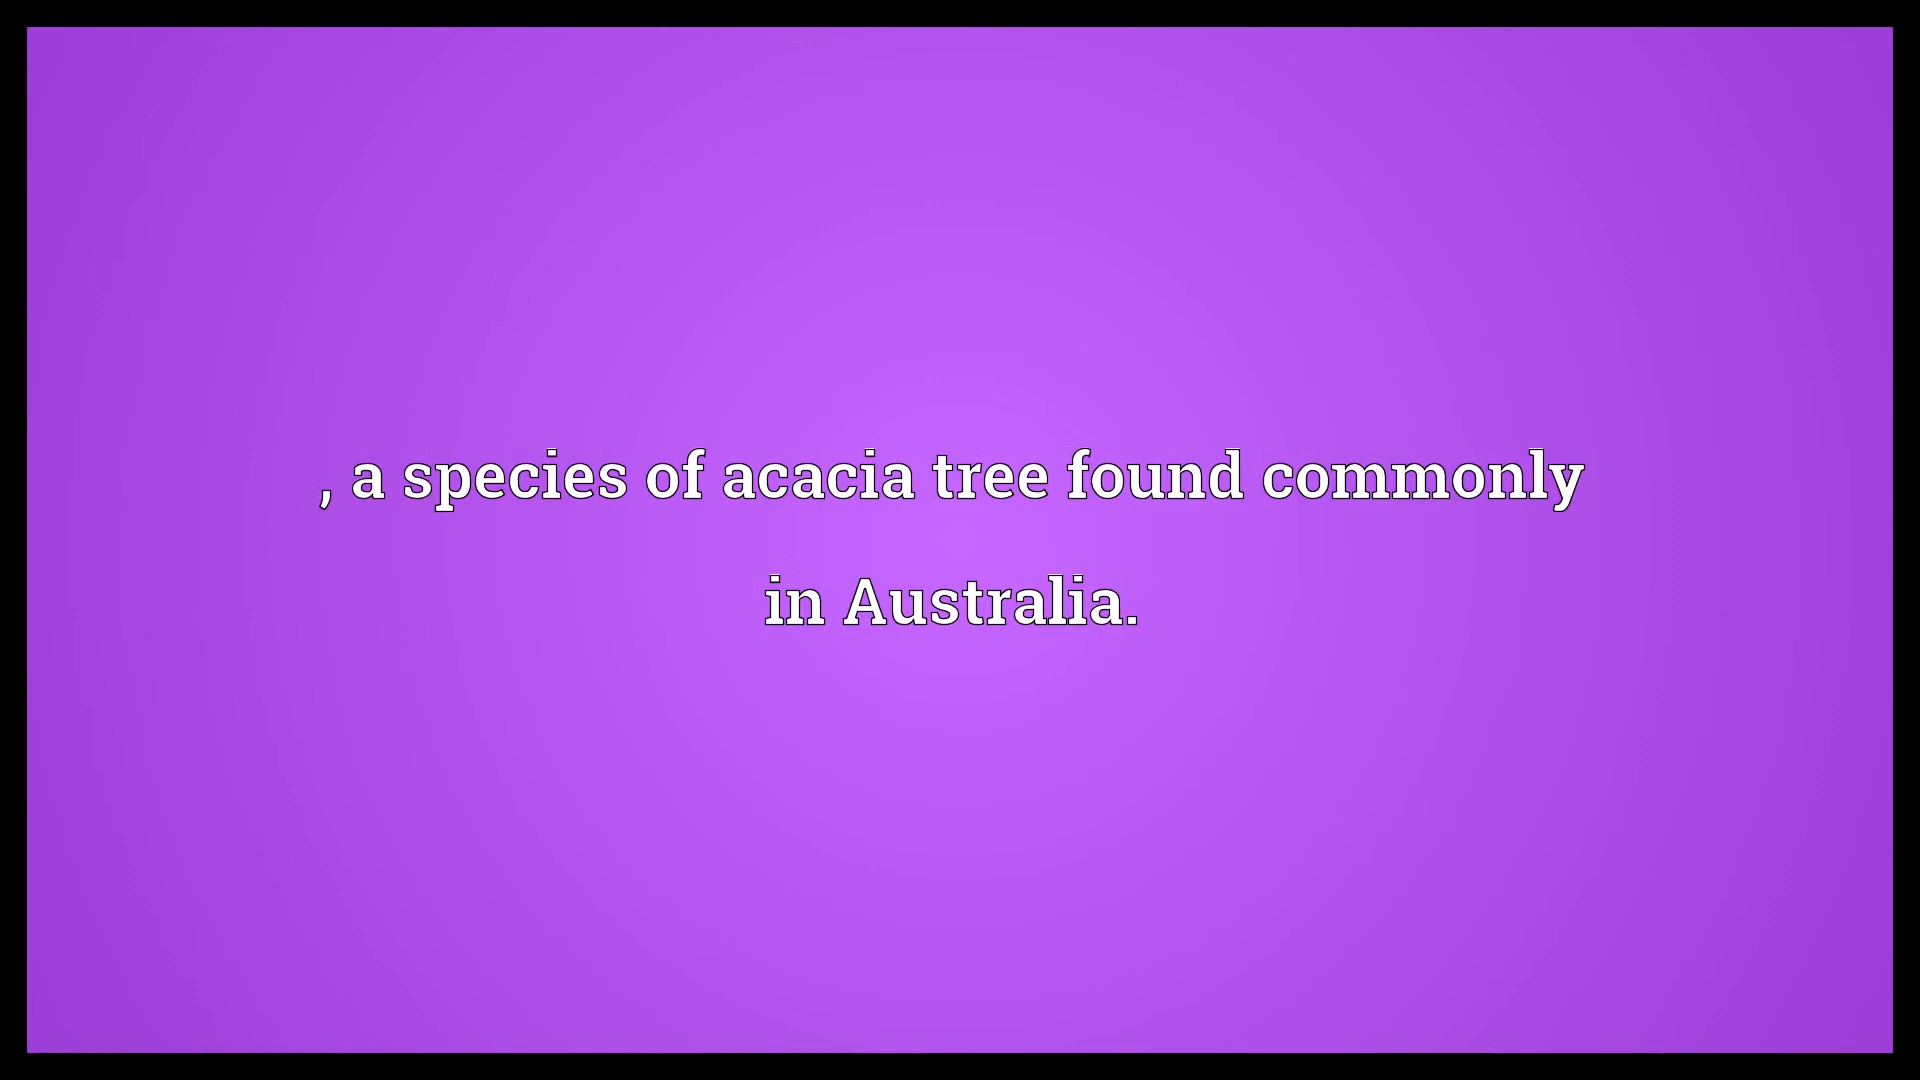 , a species of acacia tree found commonly
in Australia.